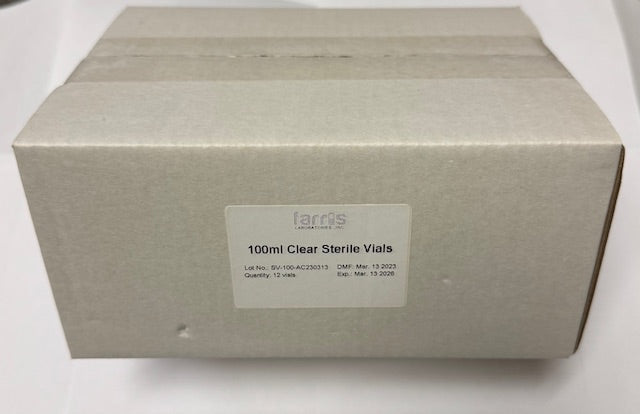 farris
LABORATORIES, INC.
100ml Clear Sterile Vials
Lot No.: SV-100-AC230313 DMF: Mar. 13 2023
Quantity: 12 vials Exp.: Mar. 13 2026